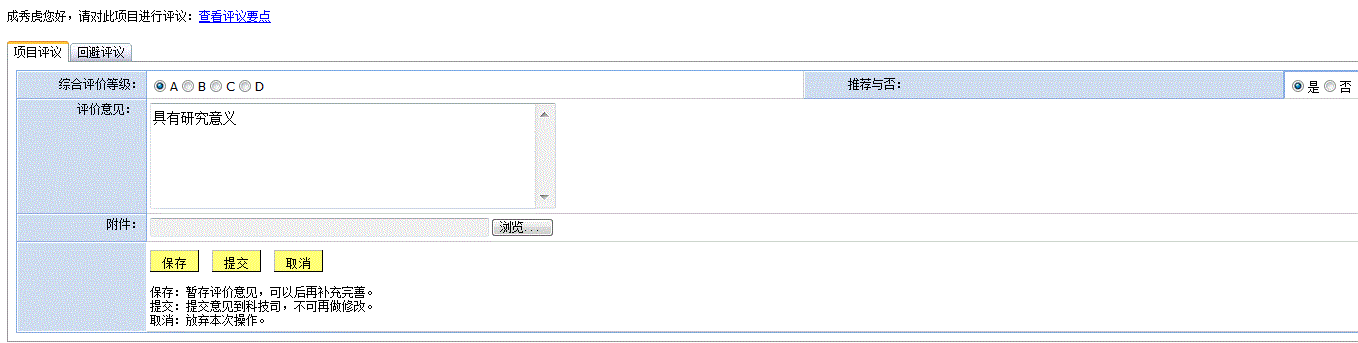 成秀虎您好，请对此项目进行评议：查看评议要点
项目评议 回避评议
综合评价等级： A B C D 推荐与否： 是 否
评价意见：
具有研究意义
附件： 浏览...
保存 提交 取消
保存：暂存评价意见，可以后再补充完善。
提交：提交意见到科技司，不可再做修改。
取消：放弃本次操作。